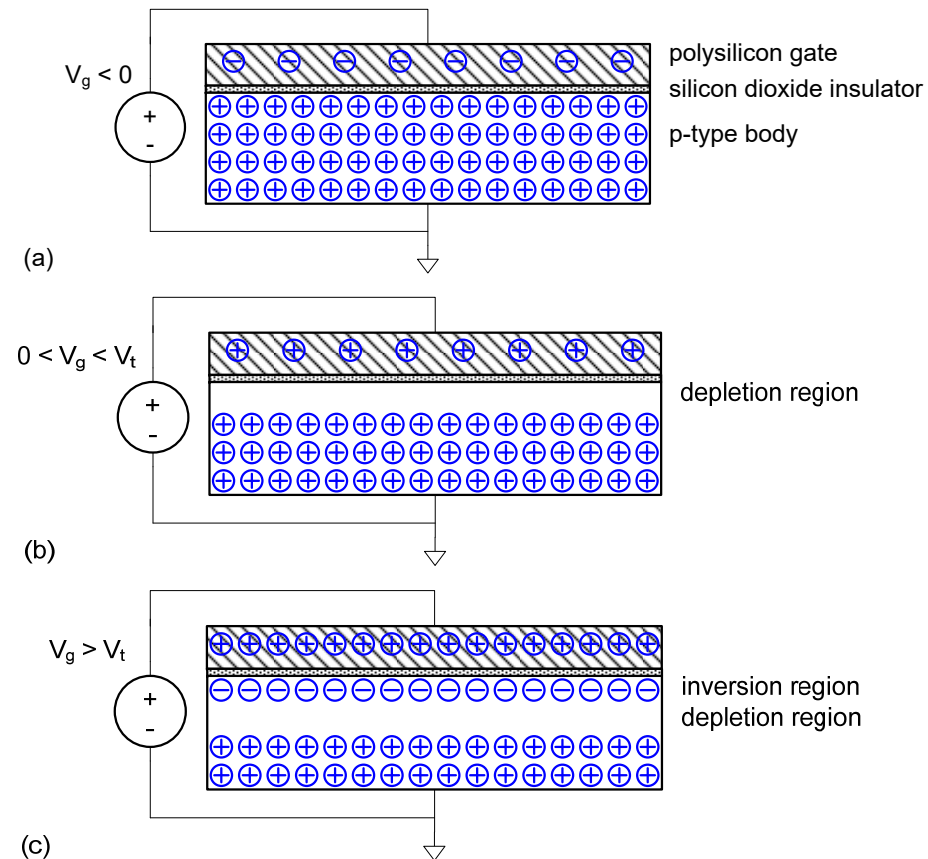 V_g < 0
+
-
polysilicon gate
silicon dioxide insulator
p-type body
(a)
0 < V_g < V_t
+
-
depletion region
(b)
V_g > V_t
+
-
inversion region
depletion region
(c)